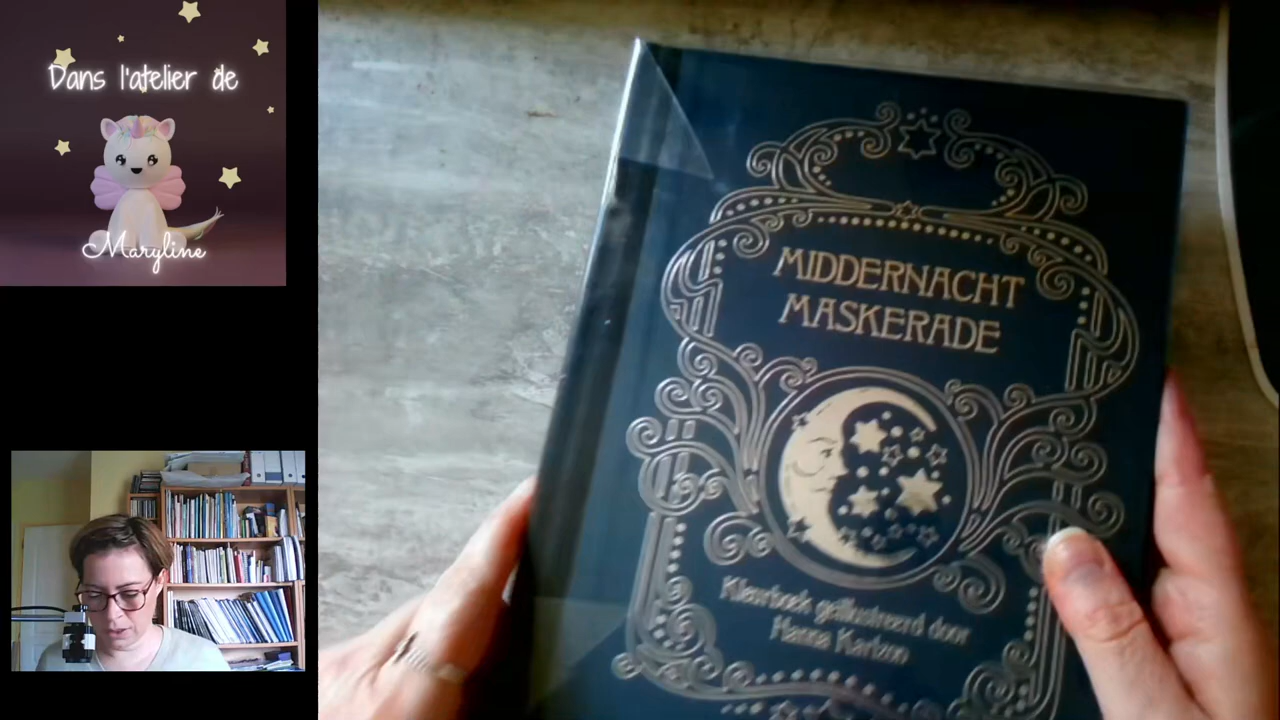 Dans l'atelier de
Maryline
MIDDERNACHT
MASKERADE
Kleurboek geïllustreerd door
Hanna Karlzon